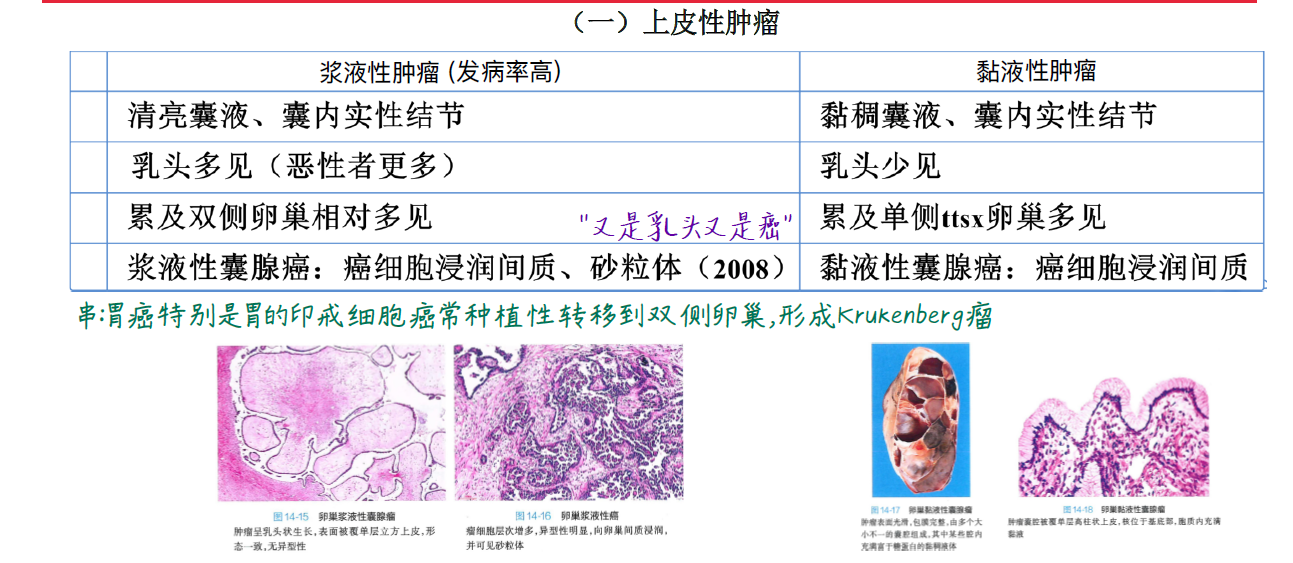 （一）上皮性肿瘤
浆液性肿瘤 (发病率高)
黏液性肿瘤
清亮囊液、囊内实性结节
黏稠囊液、囊内实性结节
乳头多见（恶性者更多）
乳头少见
累及双侧卵巢相对多见
"又是乳头又是癌"
累及单侧ttsx卵巢多见
浆液性囊腺癌：癌细胞浸润间质、砂粒体（2008）
黏液性囊腺癌：癌细胞浸润间质
串:胃癌特别是胃的印戒细胞癌常种植性转移到双侧卵巢,形成Krukenberg瘤
图14-15 卵巢浆液性囊腺瘤
肿瘤呈乳头状生长，表面被覆单层立方上皮，形
态一致，无异型性
图14-16 卵巢浆液性癌
瘤细胞层次增多，异型性明显，向卵巢间质浸润，
并可见砂粒体
图14-17 卵巢黏液性囊腺瘤
肿瘤表面光滑，包膜完整，由多个大
小不一的囊腔组成，其中某些腔内
充满富于糖蛋白的黏稠液体
图14-18 卵巢黏液性囊腺瘤
肿瘤囊腔被覆单层高柱状上皮，核位于基底部，胞质内充满
黏液